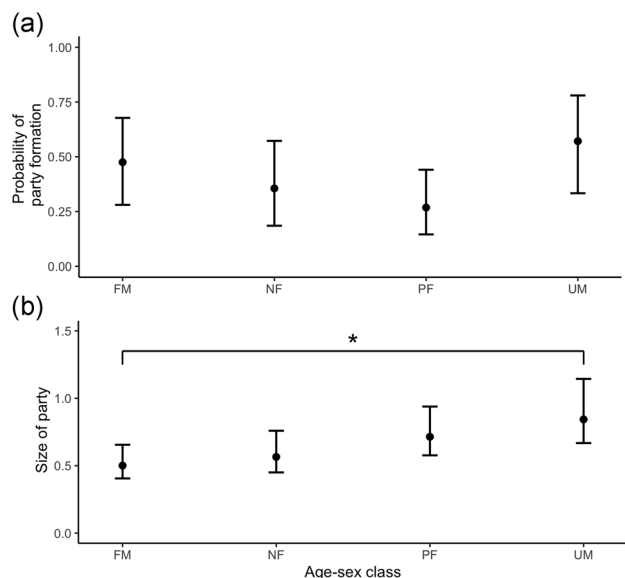 (a)
Probability of
party formation
1.00
0.75
0.50
0.25
0.00
FM NF PF UM
(b)
Size of party
1.5
1.0
0.5
0.0
*
FM NF PF UM
Age-sex class